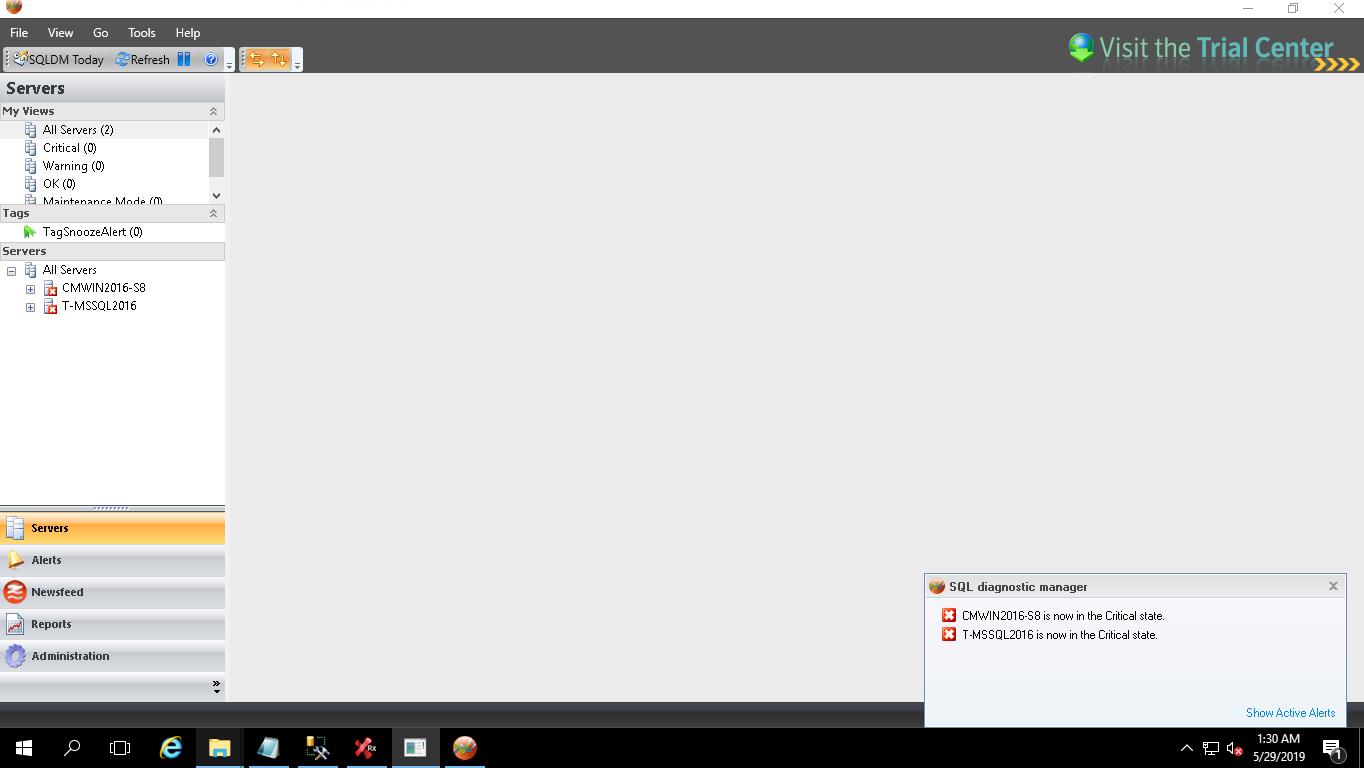 File View Go Tools Help
SQLDM Today Refresh
Visit the Trial Center
Servers
My Views
All Servers (2)
Critical (0)
Warning (0)
OK (0)
Maintenance Mode (0)
Tags
TagSnoozeAlert (0)
Servers
All Servers
CMWIN2016-S8
T-MSSQL2016
Servers
Alerts
Newsfeed
Reports
Administration
SQL diagnostic manager
CMWIN2016-S8 is now in the Critical state.
T-MSSQL2016 is now in the Critical state.
Show Active Alerts
Rx
1:30 AM
5/29/2019
1